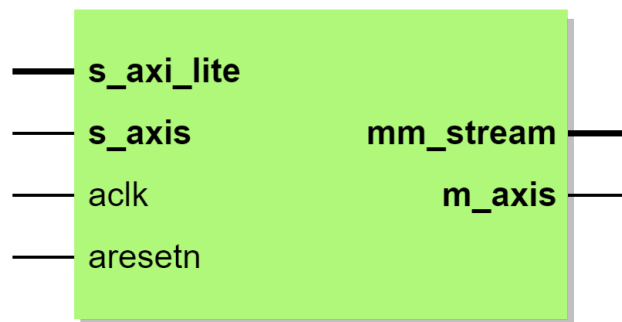 s_axi_lite
s_axis
mm_stream
aclk
m_axis
aresetn